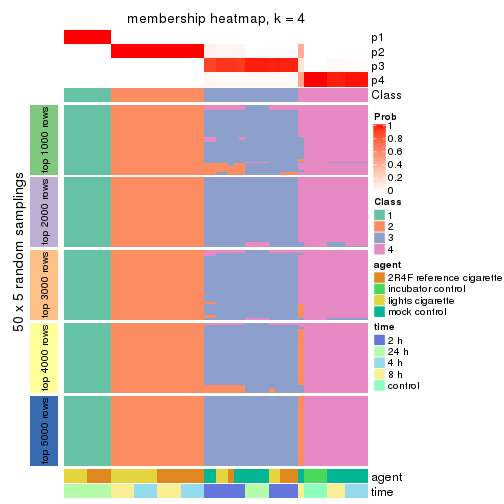 membership heatmap, k = 4
p1
p2
p3
p4
Class
50 x 5 random samplings
top 1000 rows
top 2000 rows
top 3000 rows
top 4000 rows
top 5000 rows
agent
time
Prob
1
0.8
0.6
0.4
0.2
0
Class
1
2
3
4
agent
2R4F reference cigarette
incubator control
lights cigarette
mock control
time
2 h
24 h
4 h
8 h
control